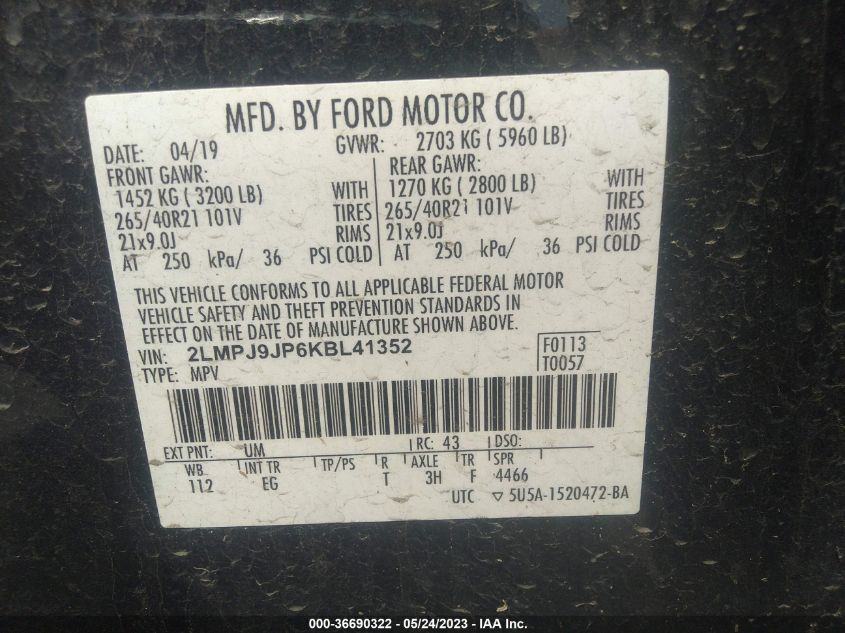 MFD. BY FORD MOTOR CO.
DATE: 04/19 GVWR: 2703 KG ( 5960 LB)
FRONT GAWR: REAR GAWR:
1452 KG ( 3200 LB) WITH 1270 KG ( 2800 LB) WITH
265/40R21 101V TIRES 265/40R21 101V TIRES
21x9.0J RIMS 21x9.0J RIMS
AT 250 kPa/ 36 PSI COLD AT 250 kPa/ 36 PSI COLD
THIS VEHICLE CONFORMS TO ALL APPLICABLE FEDERAL MOTOR
VEHICLE SAFETY AND THEFT PREVENTION STANDARDS IN
EFFECT ON THE DATE OF MANUFACTURE SHOWN ABOVE.
VIN: 2LMPJ9JP6KBL41352 F0113
TYPE: MPV T0057
EXT PNT: UM RC: 43 DSO:
WB INT TR TP/PS R AXLE TR SPR
112 EG T 3H F 4466
UTC ▽ 5U5A-1520472-BA
000-36690322 - 05/24/2023 - IAA Inc.